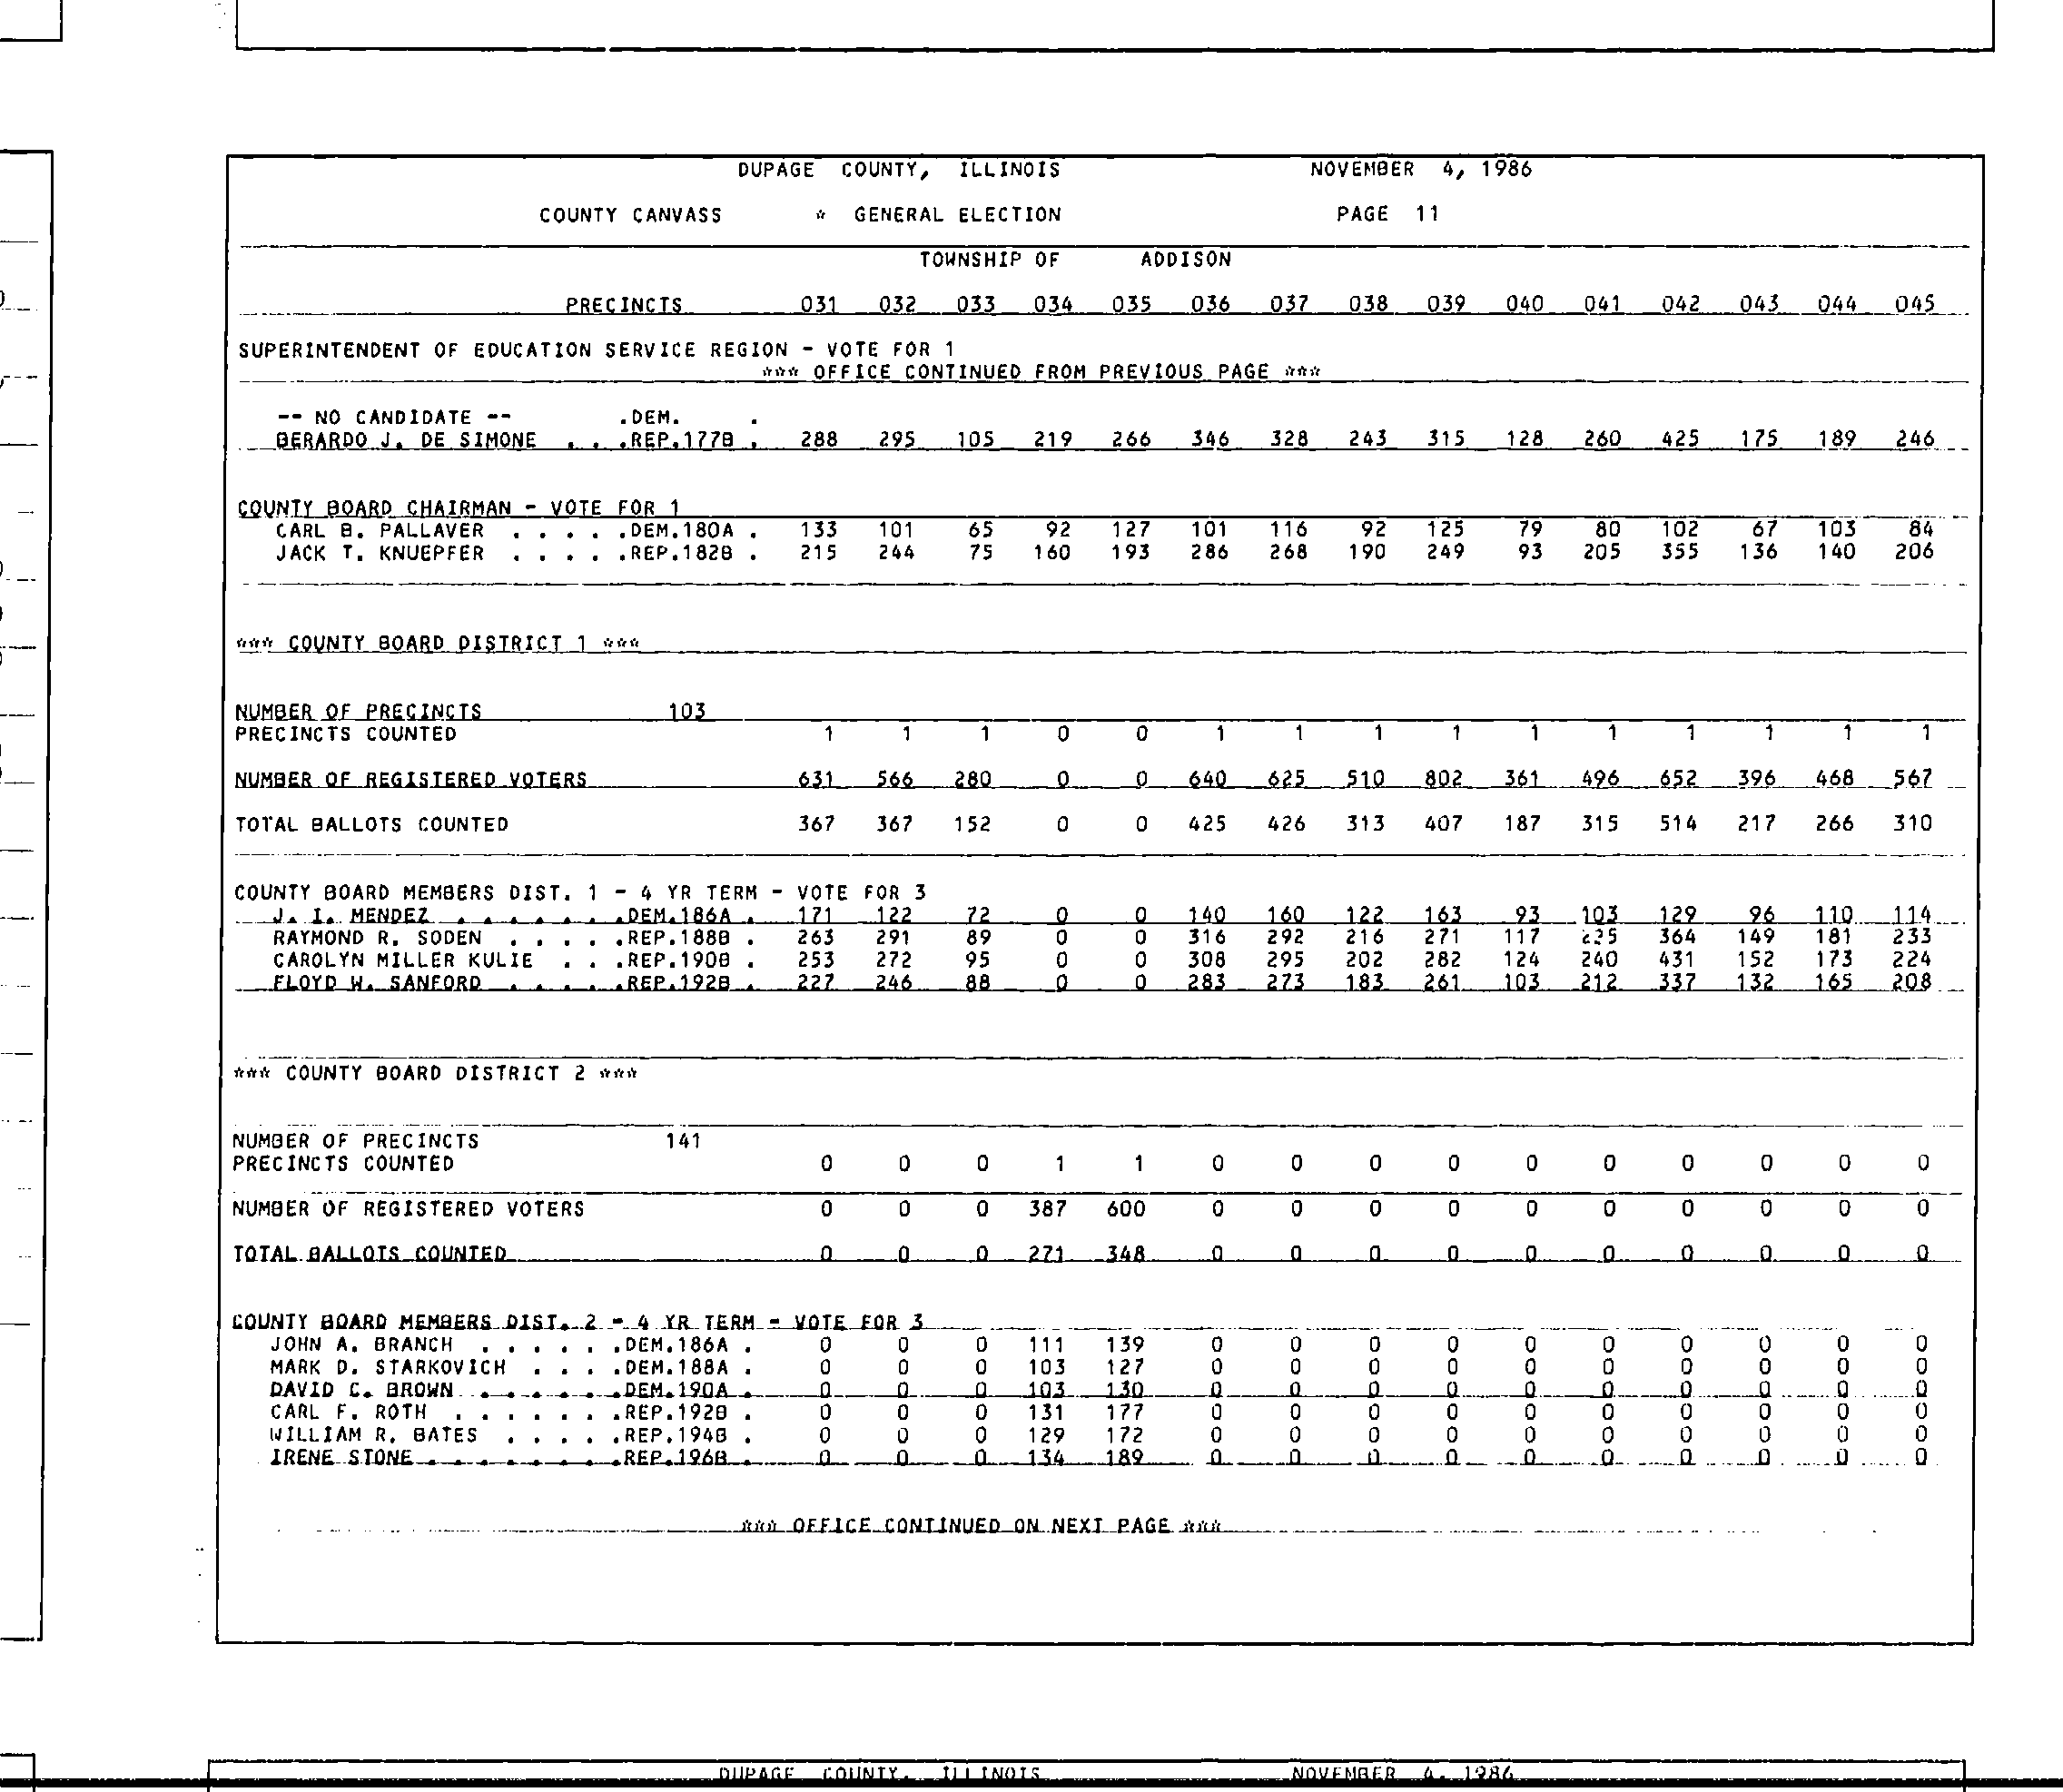 DUPAGE COUNTY, ILLINOIS NOVEMBER 4, 1986
COUNTY CANVASS * GENERAL ELECTION PAGE 11
TOWNSHIP OF ADDISON
PRECINCTS 031 032 033 034 035 036 037 038 039 040 041 042 043 044 045
SUPERINTENDENT OF EDUCATION SERVICE REGION - VOTE FOR 1
*** OFFICE CONTINUED FROM PREVIOUS PAGE ***
-- NO CANDIDATE -- .DEM. .
BERARDO J. DE SIMONE . . .REP.177B . 288 295 105 219 266 346 328 243 315 128 260 425 175 189 246
COUNTY BOARD CHAIRMAN - VOTE FOR 1
CARL B. PALLAVER . . . . .DEM.180A . 133 101 65 92 127 101 116 92 125 79 80 102 67 103 84
JACK T. KNUEPFER . . . . .REP.182B . 215 244 75 160 193 286 268 190 249 93 205 355 136 140 206
*** COUNTY BOARD DISTRICT 1 ***
NUMBER OF PRECINCTS 103
PRECINCTS COUNTED 1 1 1 0 0 1 1 1 1 1 1 1 1 1 1
NUMBER OF REGISTERED VOTERS 631 566 280 0 0 640 625 510 802 361 496 652 396 468 567
TOTAL BALLOTS COUNTED 367 367 152 0 0 425 426 313 407 187 315 514 217 266 310
COUNTY BOARD MEMBERS DIST. 1 - 4 YR TERM - VOTE FOR 3
J. I. MENDEZ . . . . . . .DEM.186A . 171 122 72 0 0 140 160 122 163 93 103 129 96 110 114
RAYMOND R. SODEN . . . . .REP.188B . 263 291 89 0 0 316 292 216 271 117 364 149 181 233
CAROLYN MILLER KULIE . . .REP.190B . 253 272 95 0 0 308 295 202 282 124 240 431 152 173 224
FLOYD W. SANFORD . . . . .REP.192B . 227 246 88 0 0 283 273 183 261 103 212 337 132 165 208
*** COUNTY BOARD DISTRICT 2 ***
NUMBER OF PRECINCTS 141
PRECINCTS COUNTED 0 0 0 1 1 0 0 0 0 0 0 0 0 0 0
NUMBER OF REGISTERED VOTERS 0 0 0 387 600 0 0 0 0 0 0 0 0 0 0
TOTAL BALLOTS COUNTED 0 0 0 271 348 0 0 0 0 0 0 0 0 0 0
COUNTY BOARD MEMBERS DIST. 2 - 4 YR TERM - VOTE FOR 3
JOHN A. BRANCH . . . . . .DEM.186A . 0 0 0 111 139 0 0 0 0 0 0 0 0 0 0
MARK D. STARKOVICH . . . .DEM.188A . 0 0 0 103 127 0 0 0 0 0 0 0 0 0 0
DAVID C. BROWN . . . . . .DEM.190A . 0 0 0 103 130 0 0 0 0 0 0 0 0 0 0
CARL F. ROTH . . . . . . .REP.192B . 0 0 0 131 177 0 0 0 0 0 0 0 0 0 0
WILLIAM R. BATES . . . . .REP.194B . 0 0 0 129 172 0 0 0 0 0 0 0 0 0 0
IRENE STONE . . . . . . . .REP.196B . 0 0 0 134 189 0 0 0 0 0 0 0 0 0 0
*** OFFICE CONTINUED ON NEXT PAGE ***
DUPAGE COUNTY, ILLINOIS NOVEMBER 4, 1986